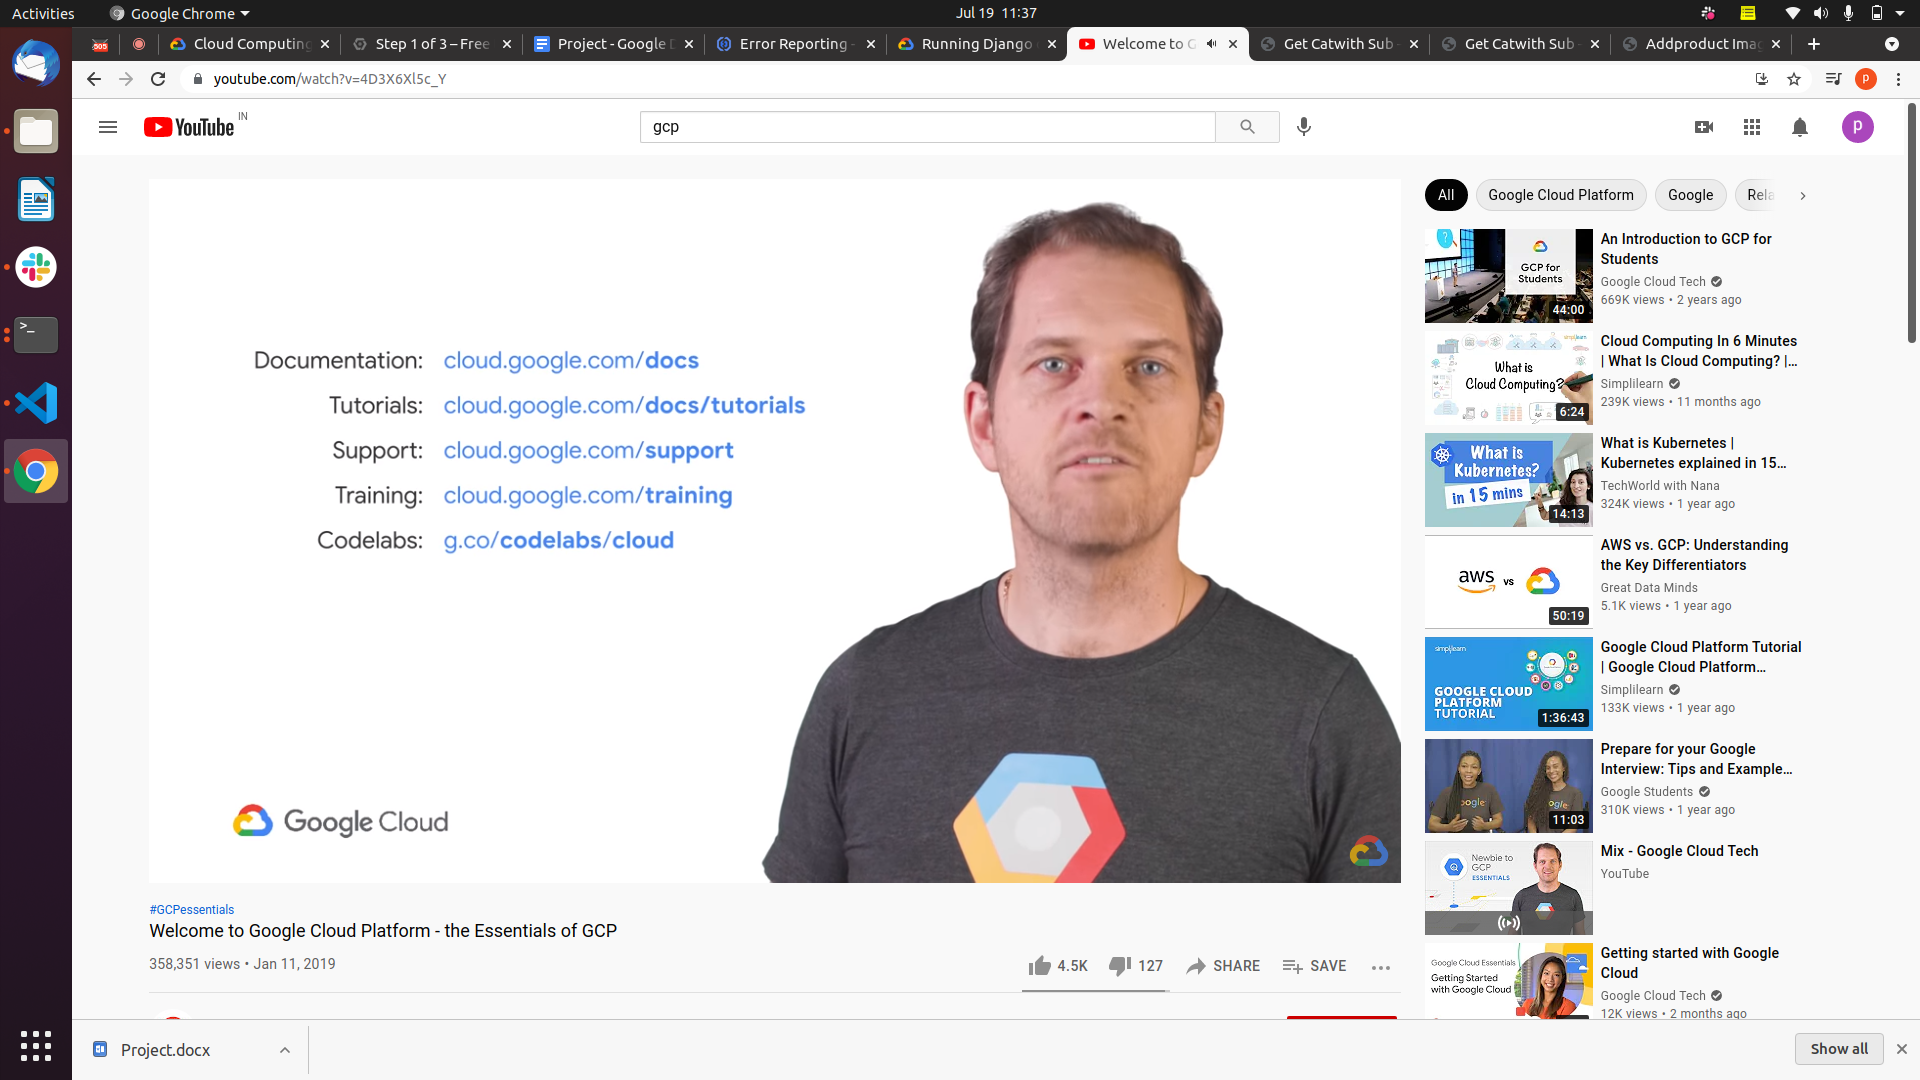 Activities
Google Chrome
Jul 19 11:37
505
Cloud Computing
Step 1 of 3 – Free
Project - Google D
Error Reporting -
Running Django
Welcome to G
Get Catwith Sub
Get Catwith Sub
Addproduct Imag
youtube.com/watch?v=4D3X6Xl5c_Y
P
YouTube IN
gcp
P
Documentation: cloud.google.com/docs
Tutorials: cloud.google.com/docs/tutorials
Support: cloud.google.com/support
Training: cloud.google.com/training
Codelabs: g.co/codelabs/cloud
Google Cloud
#GCPessentials
Welcome to Google Cloud Platform - the Essentials of GCP
358,351 views • Jan 11, 2019
4.5K
127
SHARE
SAVE
All
Google Cloud Platform
Google
Rela
GCP for
Students
44:00
An Introduction to GCP for
Students
Google Cloud Tech
669K views • 2 years ago
simplilearn
What is
Cloud Computing?
6:24
Cloud Computing In 6 Minutes
| What Is Cloud Computing? |...
Simplilearn
239K views • 11 months ago
What is
Kubernetes?
in 15 mins
14:13
What is Kubernetes |
Kubernetes explained in 15...
TechWorld with Nana
324K views • 1 year ago
aws vs
50:19
AWS vs. GCP: Understanding
the Key Differentiators
Great Data Minds
5.1K views • 1 year ago
simplilearn
GOOGLE CLOUD
PLATFORM
TUTORIAL
1:36:43
Google Cloud Platform Tutorial
| Google Cloud Platform...
Simplilearn
133K views • 1 year ago
Google
11:03
Prepare for your Google
Interview: Tips and Example...
Google Students
310K views • 1 year ago
Newbie to
GCP
ESSENTIALS
Mix - Google Cloud Tech
YouTube
Google Cloud Essentials
Getting Started
with Google Cloud
Getting started with Google
Cloud
Google Cloud Tech
12K views • 2 months ago
Project.docx
Show all